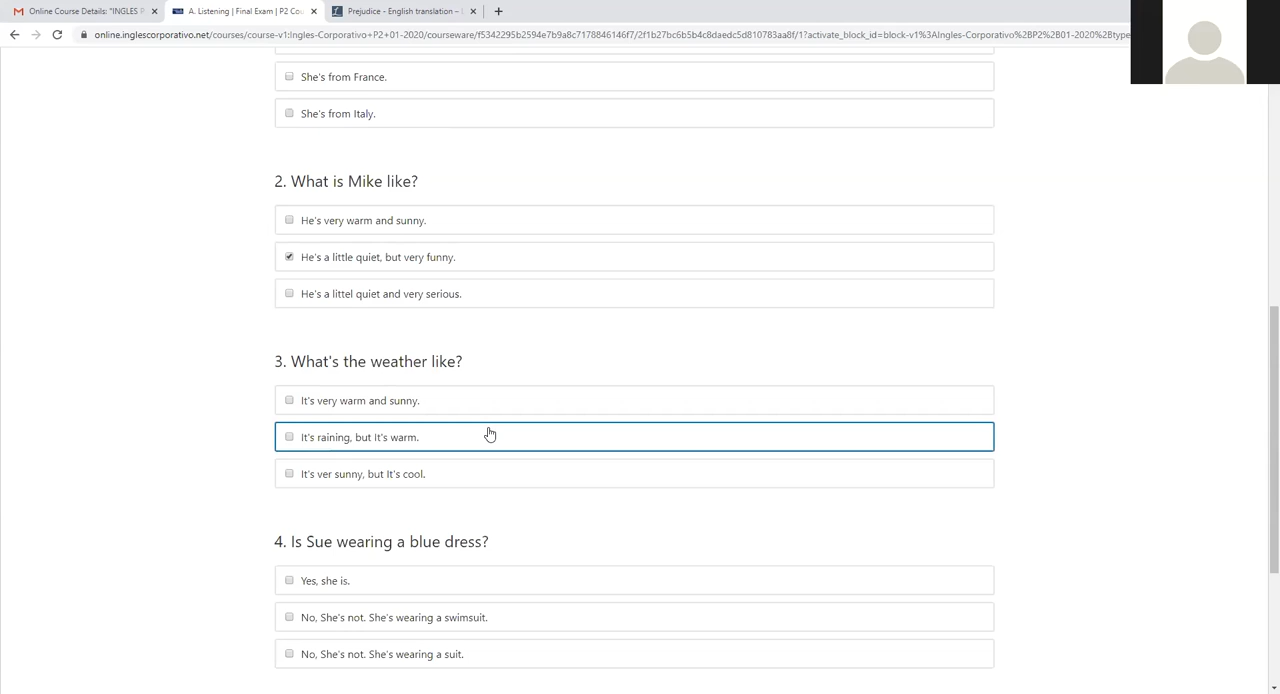 Online Course Details: "INGLES P
A. Listening | Final Exam | P2 Co
Prejudice - English translation – L
online.inglescorporativo.net/courses/course-v1:Ingles-Corporativo+P2+01-2020/courseware/f5342295b2594e7b9a8c7178846146f7/2f1b27bc6b5b4c8daedc5d810783aa8f/1?activate_block_id=block-v1%3AIngles-Corporativo%2BP2%2B01-2020%2Btype
She's from France.
She's from Italy.
2. What is Mike like?
He's very warm and sunny.
He's a little quiet, but very funny.
He's a littel quiet and very serious.
3. What's the weather like?
It's very warm and sunny.
It's raining, but It's warm.
It's ver sunny, but It's cool.
4. Is Sue wearing a blue dress?
Yes, she is.
No, She's not. She's wearing a swimsuit.
No, She's not. She's wearing a suit.